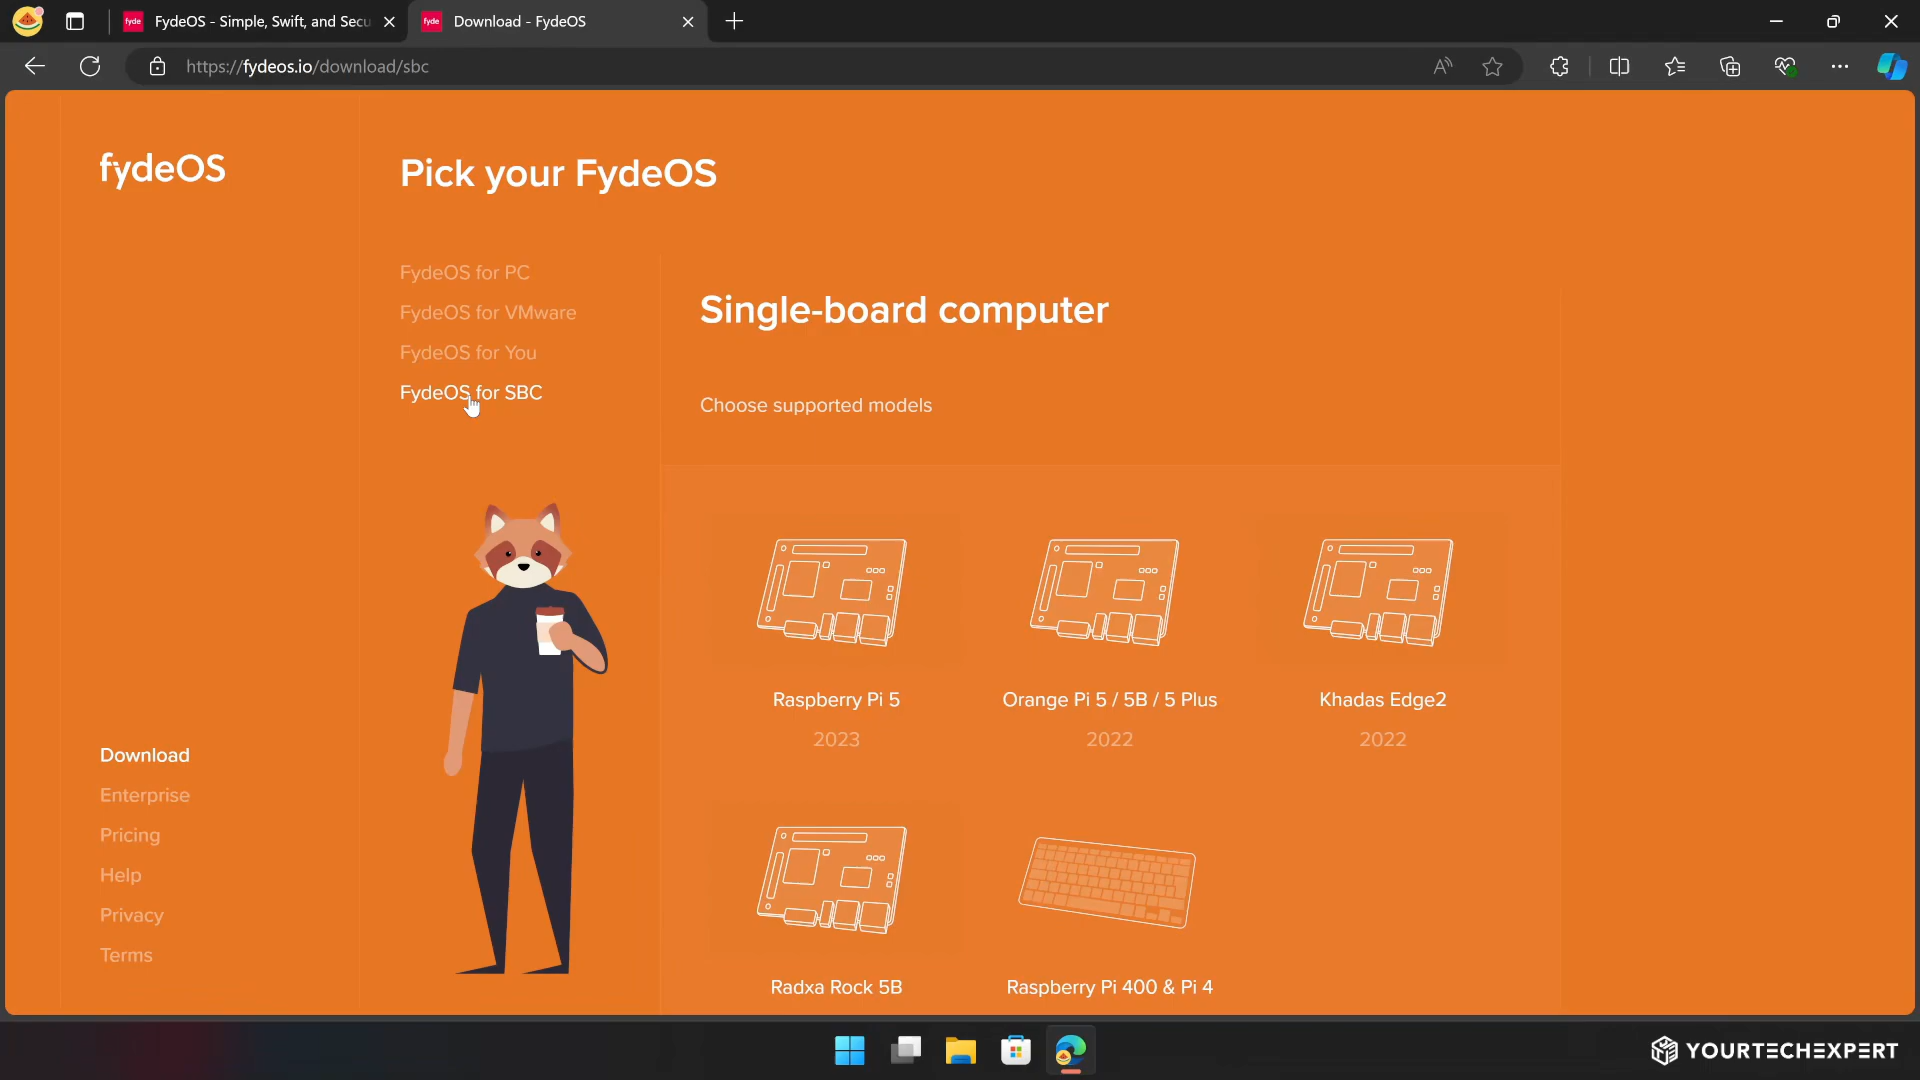 fyde
FydeOS - Simple, Swift, and Secu
fyde
Download - FydeOS
https://fydeos.io/download/sbc
fydeOS
Pick your FydeOS
FydeOS for PC
FydeOS for VMware
FydeOS for You
FydeOS for SBC
Single-board computer
Choose supported models
Raspberry Pi 5
2023
Orange Pi 5 / 5B / 5 Plus
2022
Khadas Edge2
2022
Radxa Rock 5B
Raspberry Pi 400 & Pi 4
Download
Enterprise
Pricing
Help
Privacy
Terms
YOURTECHEXPERT